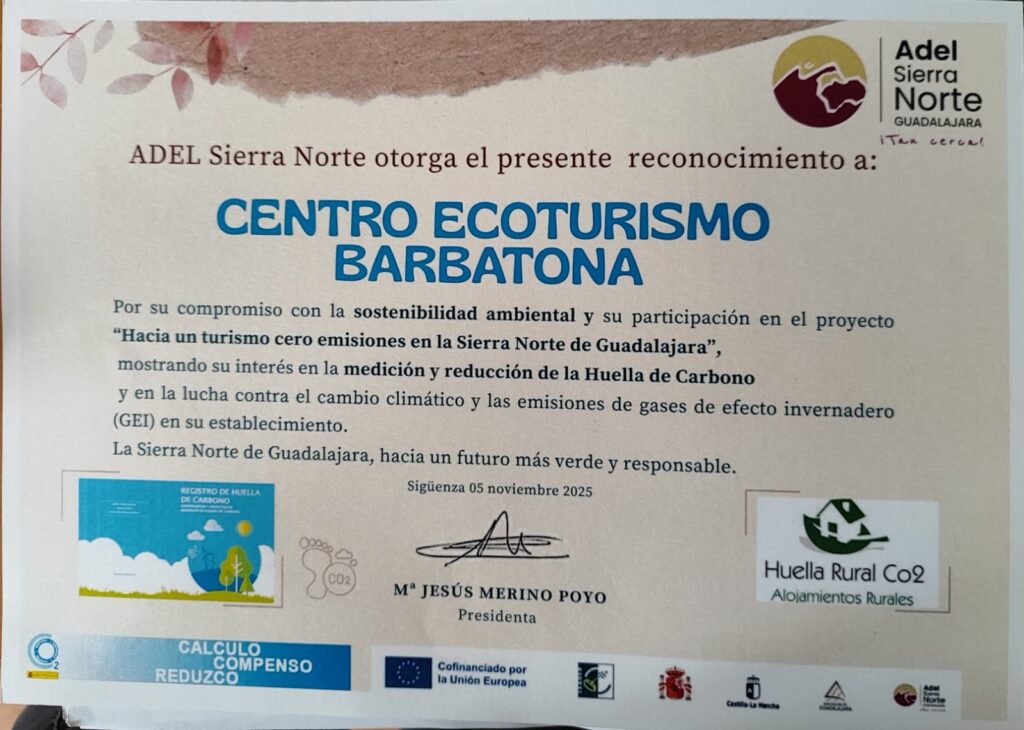 Adel
Sierra
Norte
GUADALAJARA
¡Tan cerca!
ADEL Sierra Norte otorga el presente reconocimiento a:
CENTRO ECOTURISMO
BARBATONA
Por su compromiso con la sostenibilidad ambiental y su participación en el proyecto
“Hacia un turismo cero emisiones en la Sierra Norte de Guadalajara”,
mostrando su interés en la medición y reducción de la Huella de Carbono
y en la lucha contra el cambio climático y las emisiones de gases de efecto invernadero
(GEI) en su establecimiento.
La Sierra Norte de Guadalajara, hacia un futuro más verde y responsable.
Sigüenza 05 noviembre 2025
REGISTRO DE HUELLA
DE CARBONO
CO2
Mª JESÚS MERINO POYO
Presidenta
Huella Rural Co2
Alojamientos Rurales
CALCULO
COMPENSO
REDUZCO
Cofinanciado por
la Unión Europea
Castilla-La Mancha
GUADALAJARA
Adel
Sierra
Norte